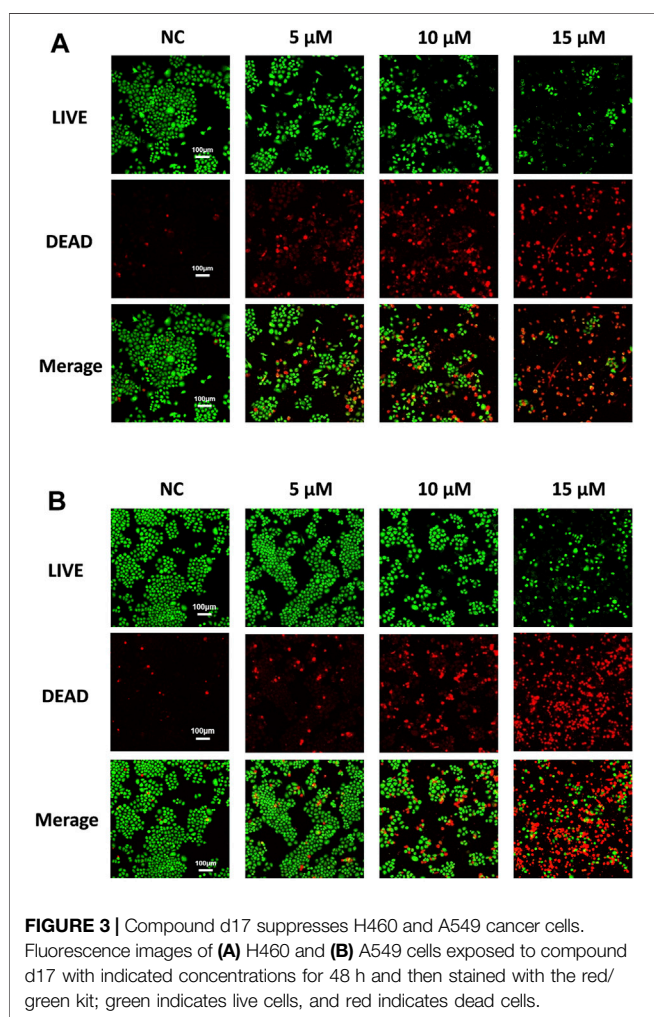 A
NC
5 µM
10 µM
15 µM
LIVE
100µm
DEAD
100µm
Merage
100µm
B
NC
5 µM
10 µM
15 µM
LIVE
100µm
DEAD
100µm
Merage
100µm
FIGURE 3 | Compound d17 suppresses H460 and A549 cancer cells.
Fluorescence images of (A) H460 and (B) A549 cells exposed to compound
d17 with indicated concentrations for 48 h and then stained with the red/
green kit; green indicates live cells, and red indicates dead cells.